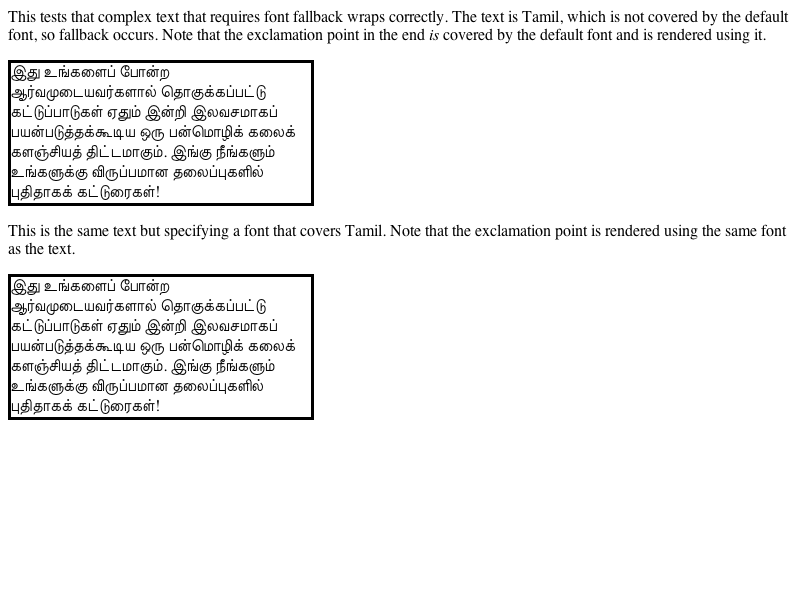 This tests that complex text that requires font fallback wraps correctly. The text is Tamil, which is not covered by the default
font, so fallback occurs. Note that the exclamation point in the end is covered by the default font and is rendered using it.
இது உங்களைப் போன்ற
ஆர்வமுடையவர்களால் தொகுக்கப்பட்டு
கட்டுப்பாடுகள் ஏதும் இன்றி இலவசமாகப்
பயன்படுத்தக்கூடிய ஒரு பன்மொழிக் கலைக்
களஞ்சியத் திட்டமாகும். இங்கு நீங்களும்
உங்களுக்கு விருப்பமான தலைப்புகளில்
புதிதாகக் கட்டுரைகள்!
This is the same text but specifying a font that covers Tamil. Note that the exclamation point is rendered using the same font
as the text.
இது உங்களைப் போன்ற
ஆர்வமுடையவர்களால் தொகுக்கப்பட்டு
கட்டுப்பாடுகள் ஏதும் இன்றி இலவசமாகப்
பயன்படுத்தக்கூடிய ஒரு பன்மொழிக் கலைக்
களஞ்சியத் திட்டமாகும். இங்கு நீங்களும்
உங்களுக்கு விருப்பமான தலைப்புகளில்
புதிதாகக் கட்டுரைகள்!